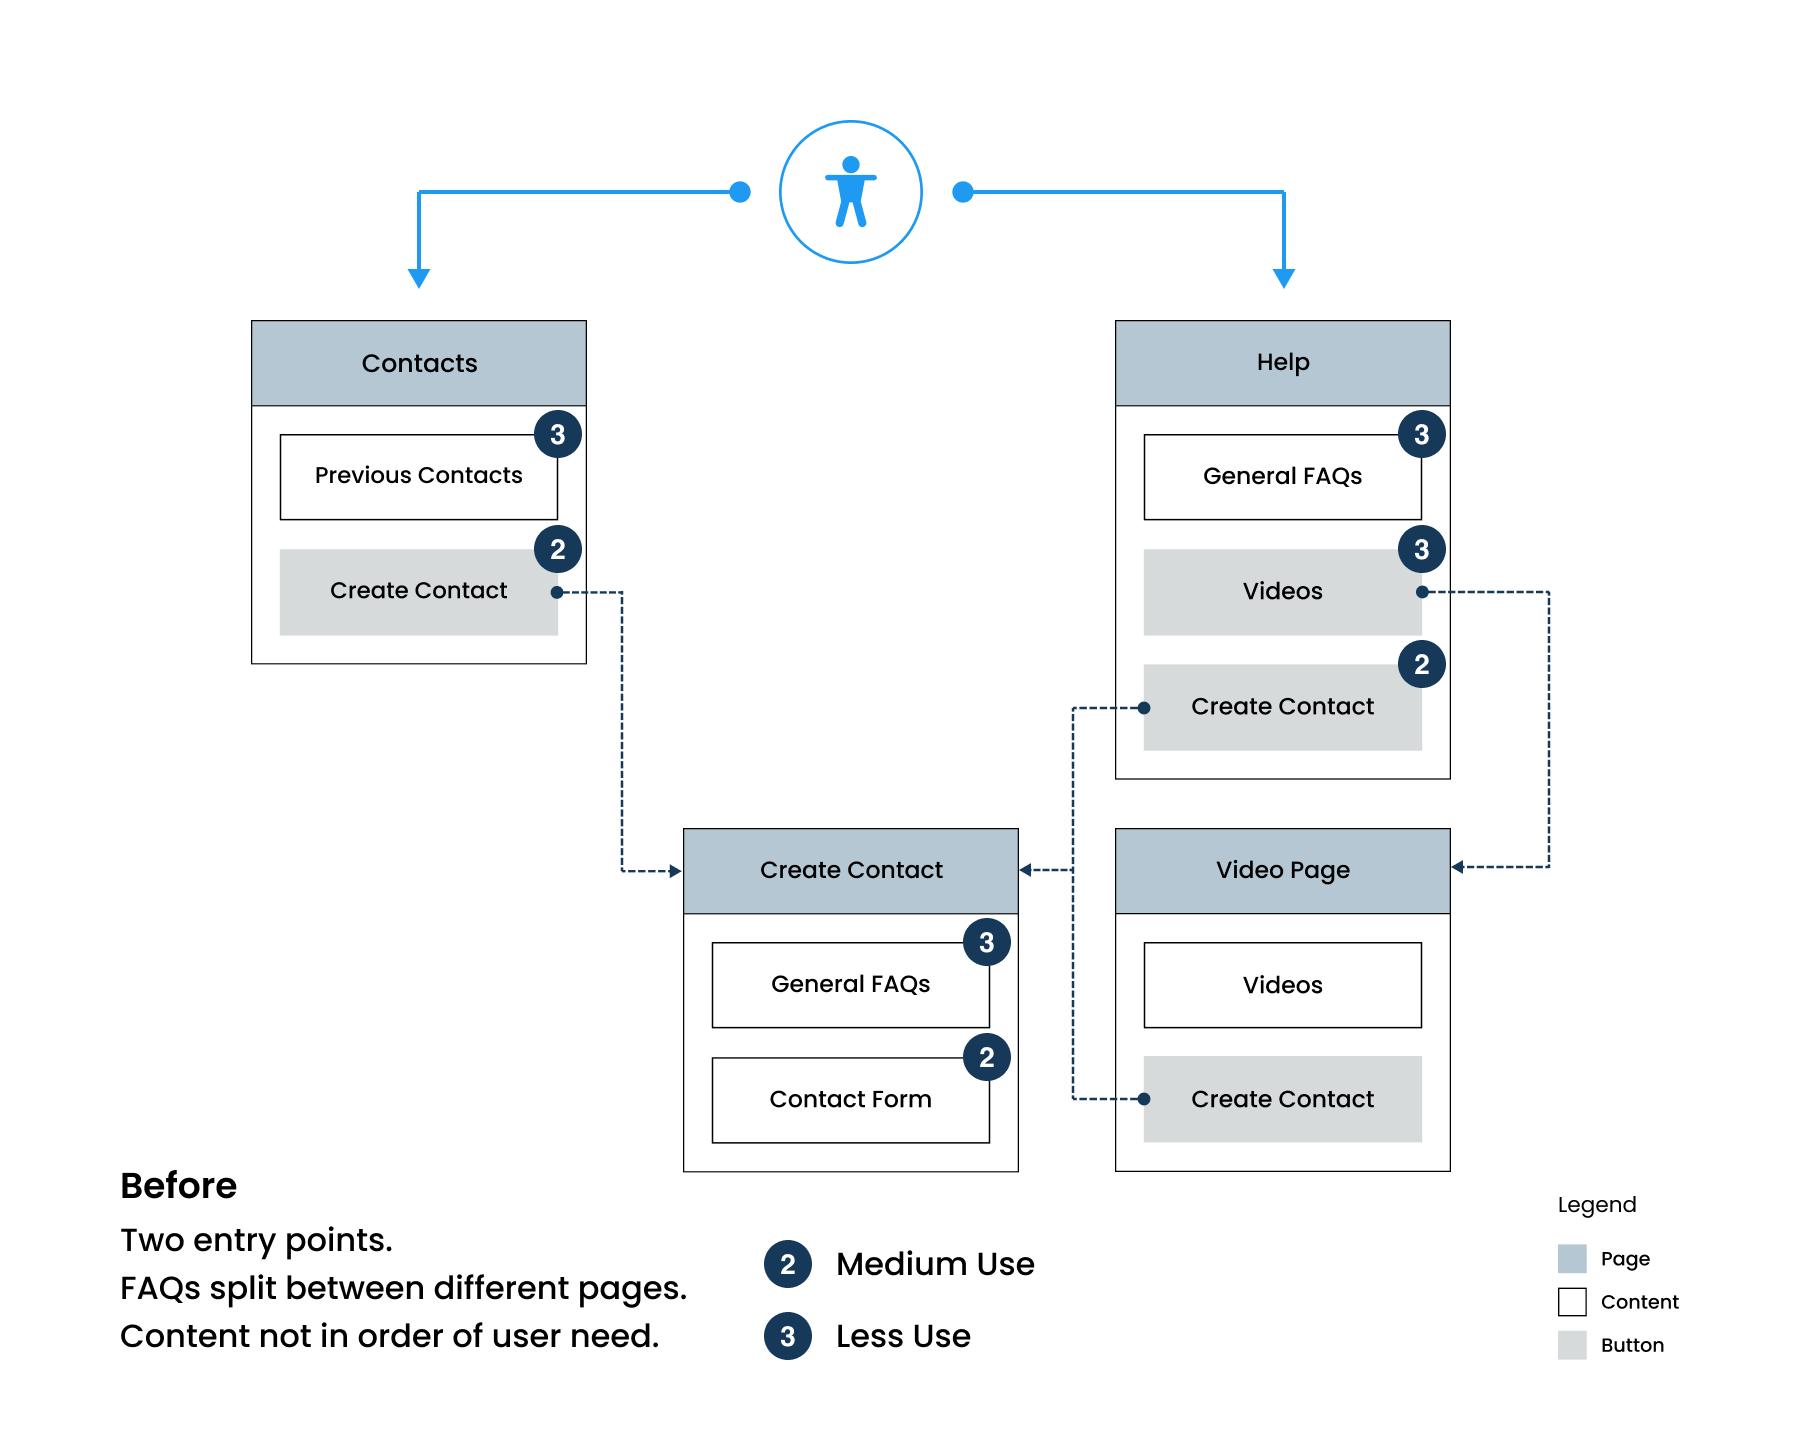 Contacts
3
Previous Contacts
2
Create Contact
Help
3
General FAQs
3
Videos
2
Create Contact
Create Contact
3
General FAQs
2
Contact Form
Video Page
Videos
Create Contact
Before
Two entry points.
FAQs split between different pages.
Content not in order of user need.
2 Medium Use
3 Less Use
Legend
Page
Content
Button